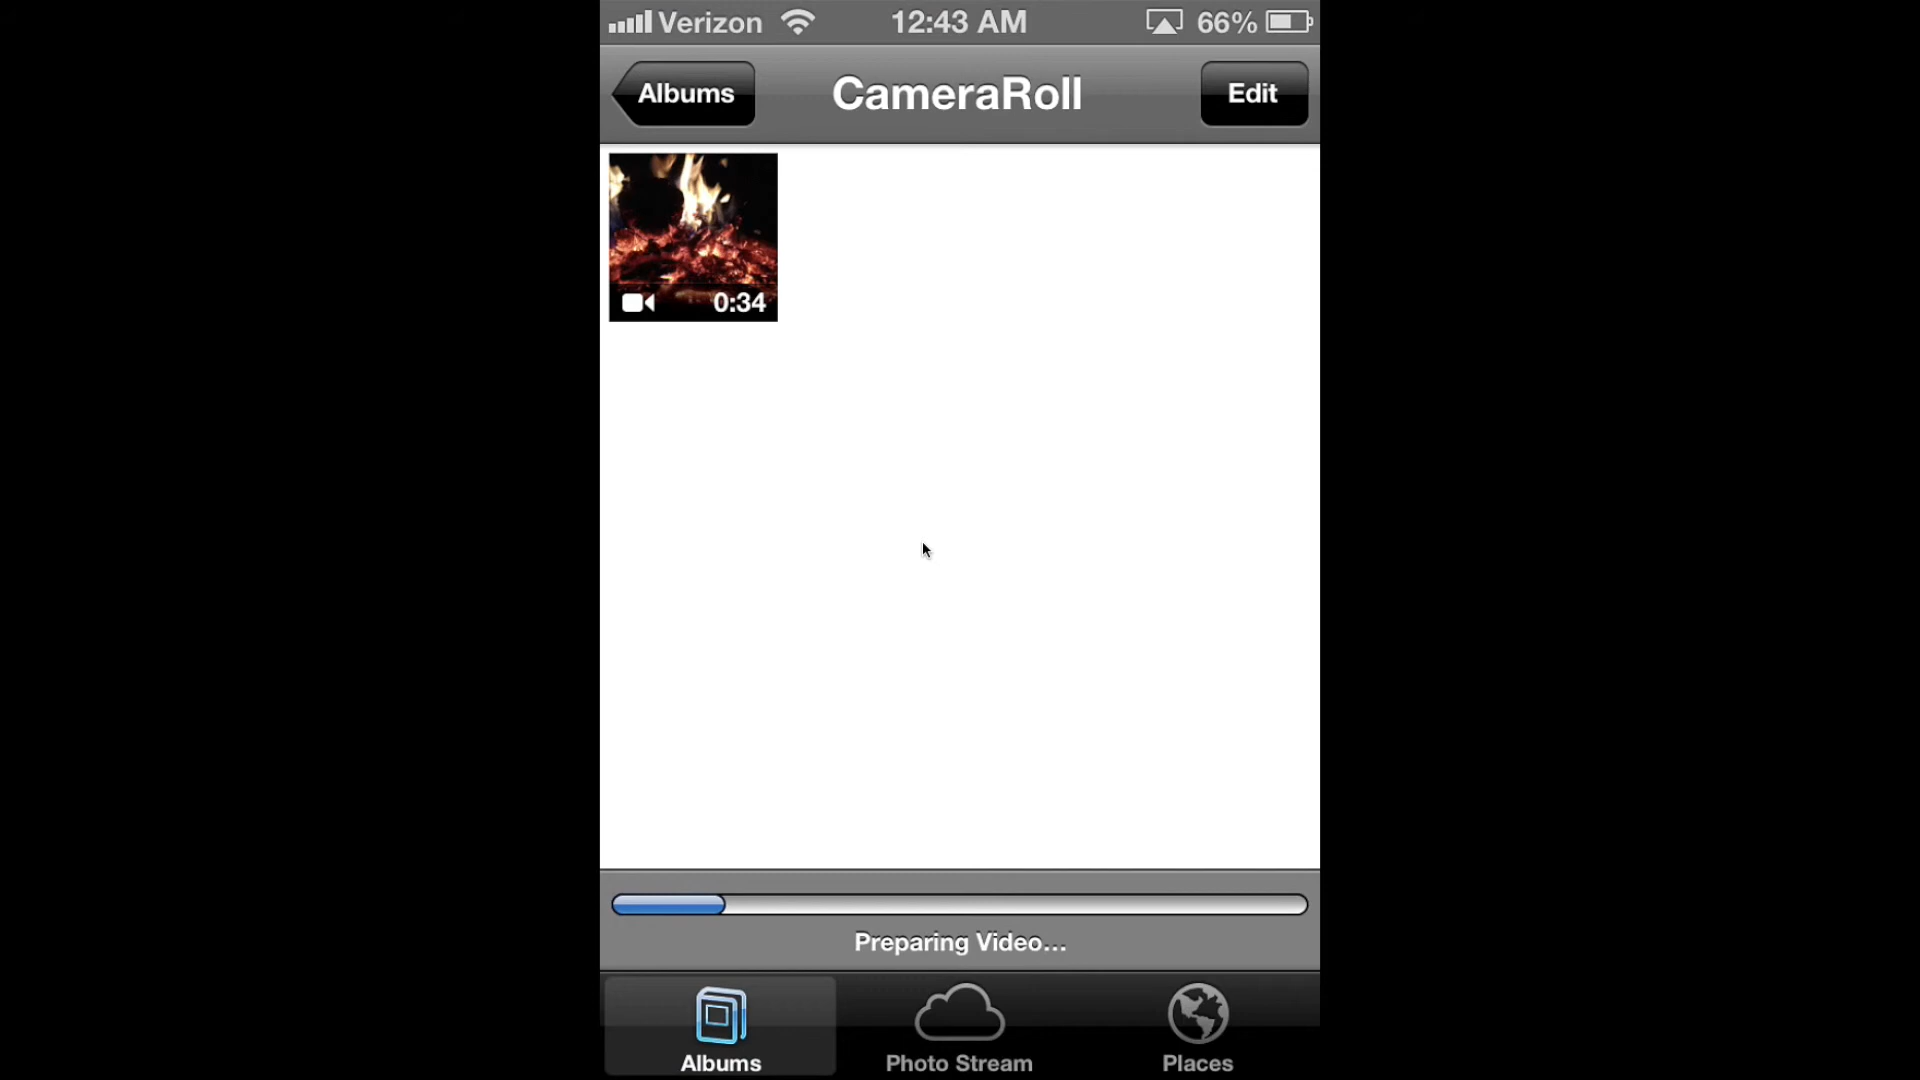 Verizon 12:43 AM 66%
Albums CameraRoll Edit
0:34
Preparing Video...
Albums Photo Stream Places